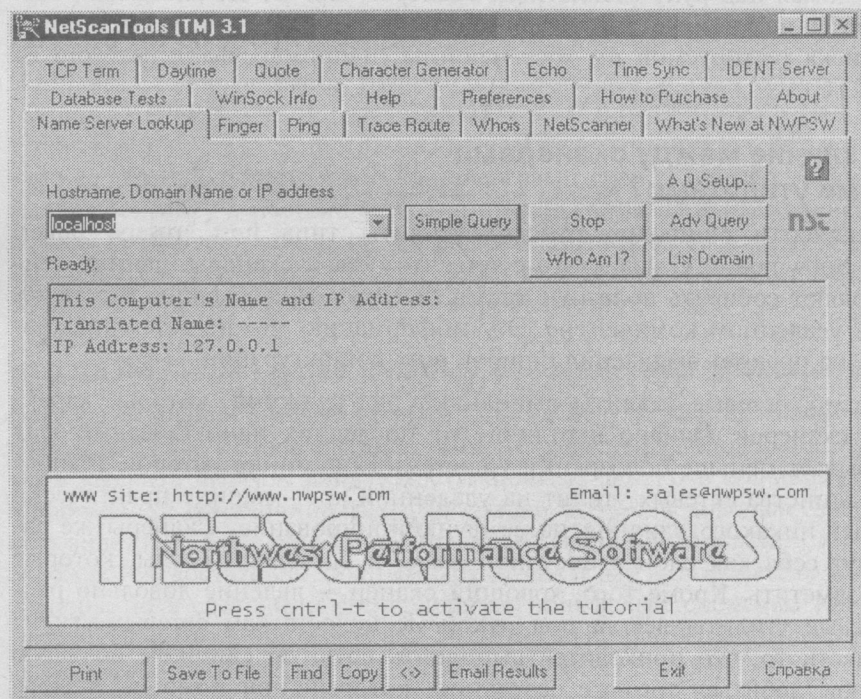 NetScanTools (TM) 3.1
TCP Term Daytime Quote Character Generator Echo Time Sync IDENT Server
Database Tests WinSock Info Help Preferences How to Purchase About
Name Server Lookup Finger Ping Trace Route Whois NetScanner What's New at NWPSW
A Q Setup... ?
Hostname, Domain Name or IP address
localhost Simple Query Stop Adv Query nst
Ready. Who Am I? List Domain
This Computer's Name and IP Address:
Translated Name: -----
IP Address: 127.0.0.1
WWW Site: http://www.nwpsw.com Email: sales@nwpsw.com
NETSCANTOOLS
Northwest Performance Software
Press cntrl-t to activate the tutorial
Print Save To File Find Copy <-> Email Results Exit Справка